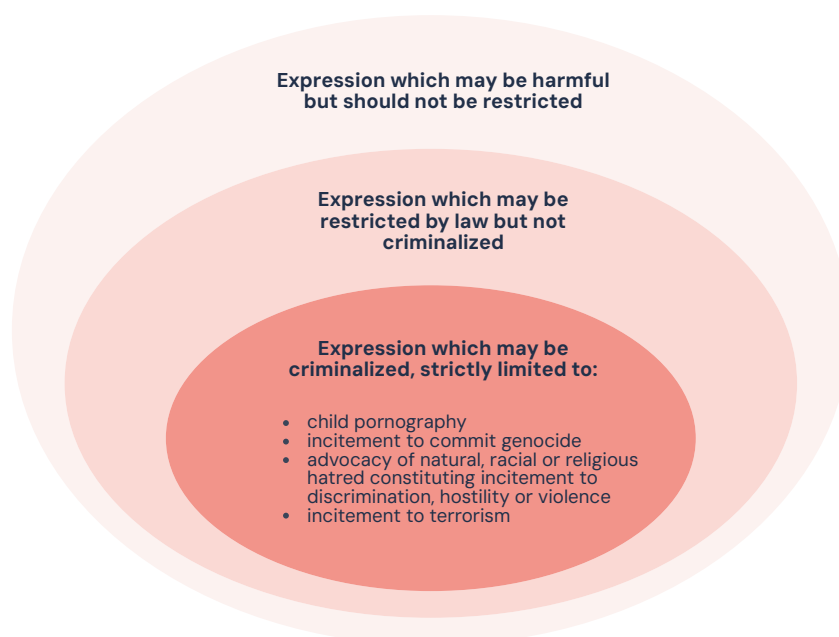 Expression which may be harmful
but should not be restricted
Expression which may be
restricted by law but not
criminalized
Expression which may be
criminalized, strictly limited to:
• child pornography
• incitement to commit genocide
• advocacy of natural, racial or religious
hatred constituting incitement to
discrimination, hostility or violence
• incitement to terrorism